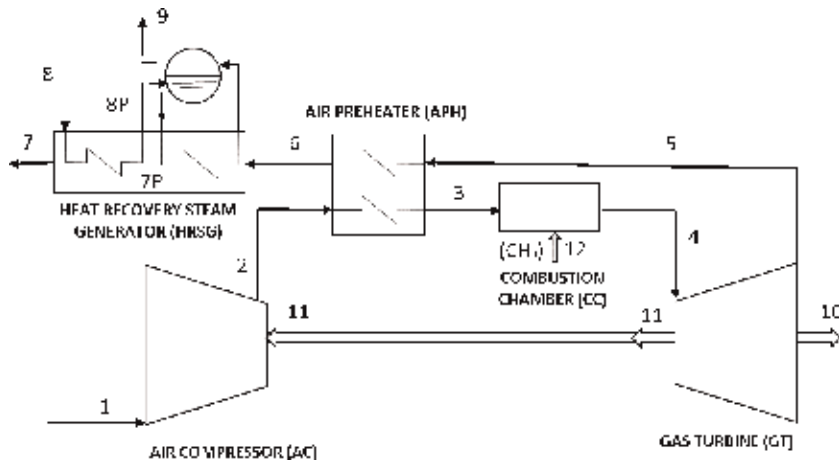 9
8
8P
AIR PREHEATER (APH)
7
6
5
7P
3
HEAT RECOVERY STEAM
GENERATOR (HRSG)
2
(CH₄)
12
4
COMBUSTION
CHAMBER (CC)
11
11
10
1
AIR COMPRESSOR (AC)
GAS TURBINE (GT)